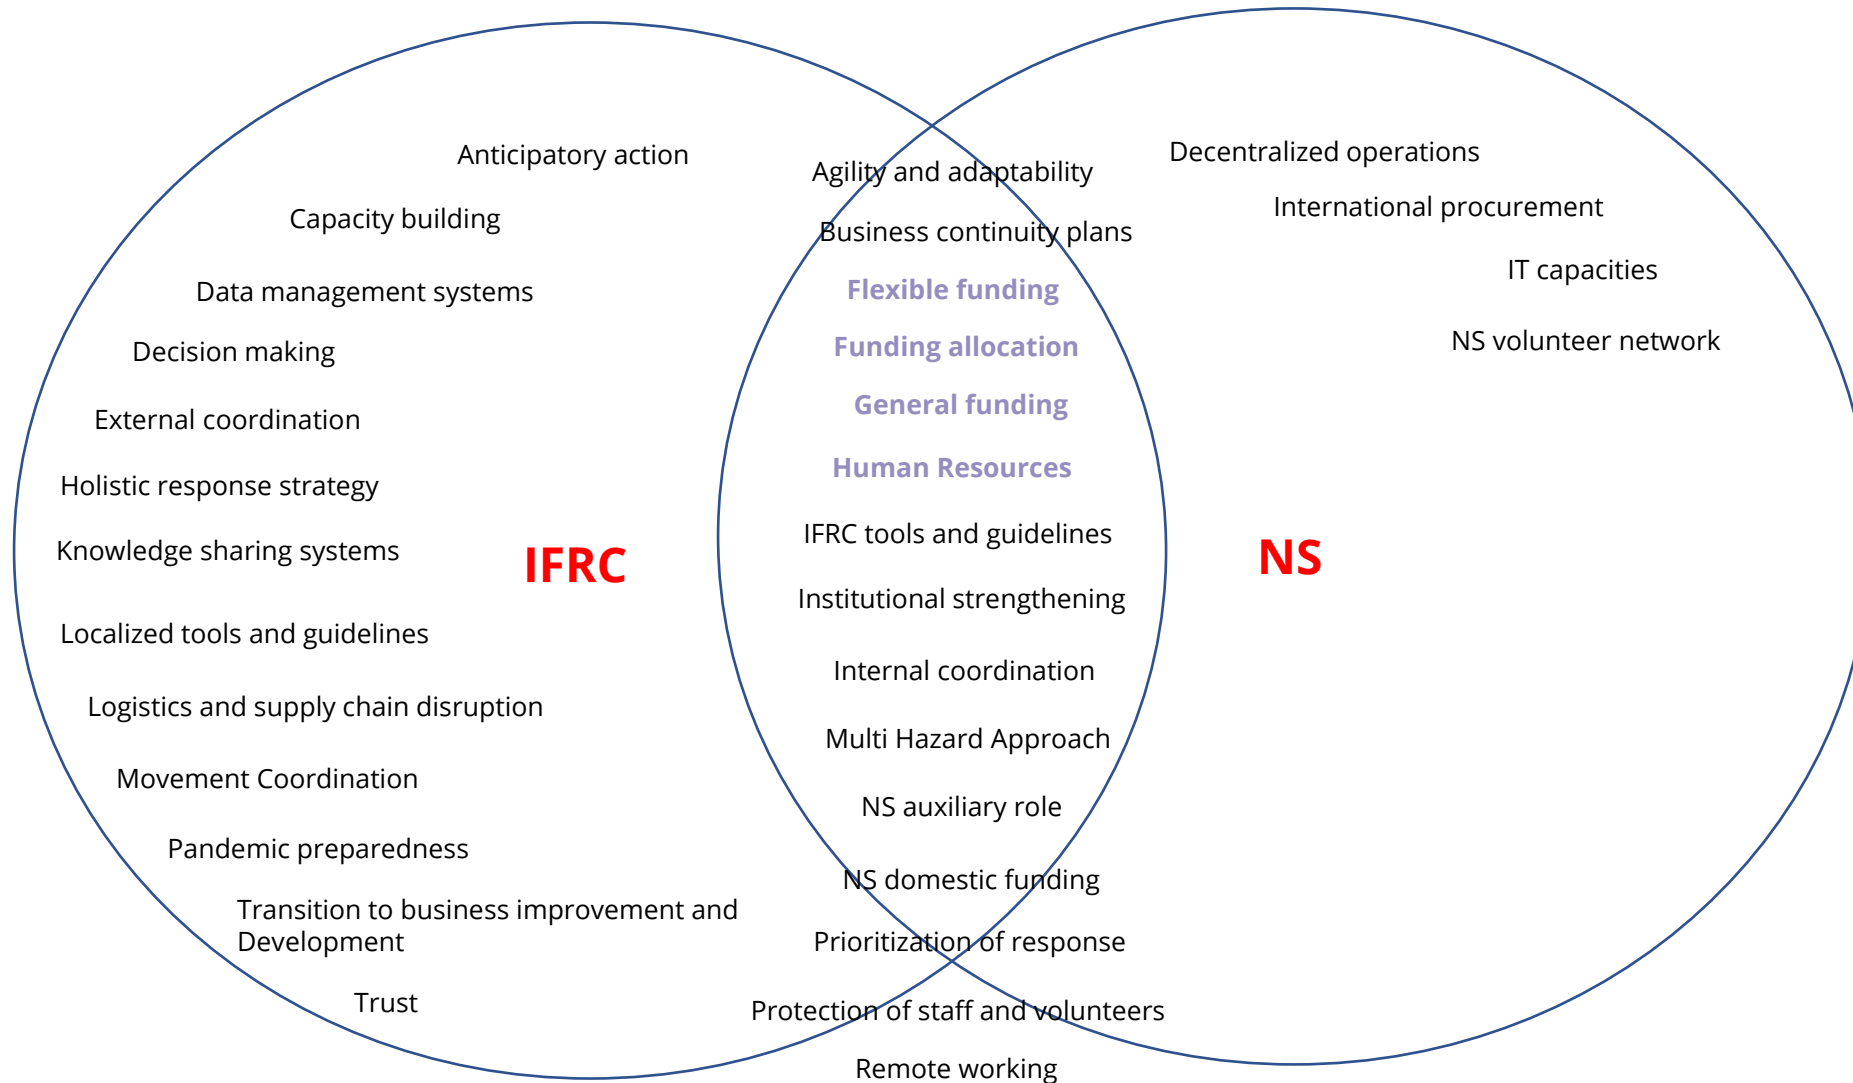 Anticipatory action
Capacity building
Data management systems
Decision making
External coordination
Holistic response strategy
Knowledge sharing systems
IFRC
Localized tools and guidelines
Logistics and supply chain disruption
Movement Coordination
Pandemic preparedness
Transition to business improvement and
Development
Trust
Agility and adaptability
Business continuity plans
Flexible funding
Funding allocation
General funding
Human Resources
IFRC tools and guidelines
Institutional strengthening
Internal coordination
Multi Hazard Approach
NS auxiliary role
NS domestic funding
Prioritization of response
Protection of staff and volunteers
Remote working
Decentralized operations
International procurement
IT capacities
NS volunteer network
NS